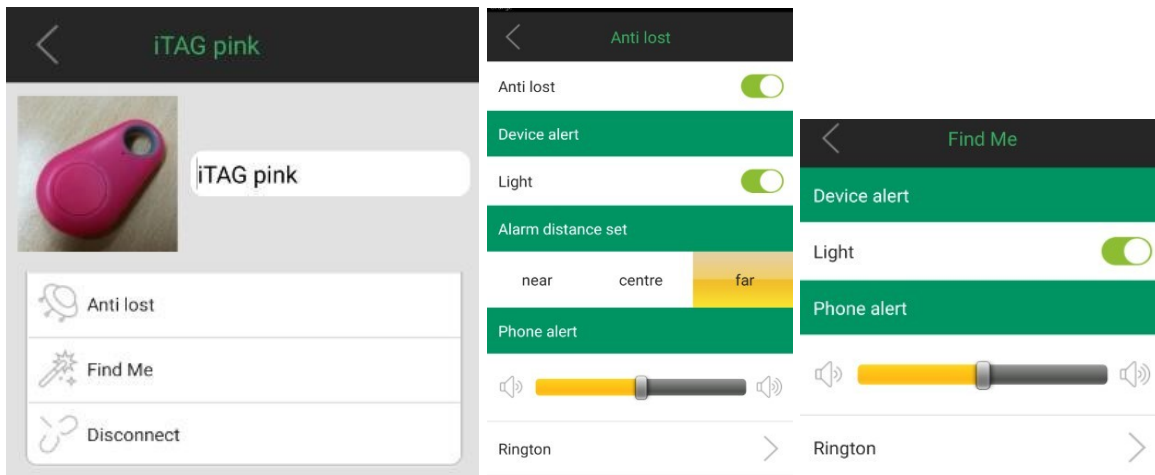 iTAG pink
iTAG pink
Anti lost
Find Me
Disconnect
Anti lost
Anti lost
Device alert
Light
Alarm distance set
near centre far
Phone alert
Rington
Find Me
Device alert
Light
Phone alert
Rington